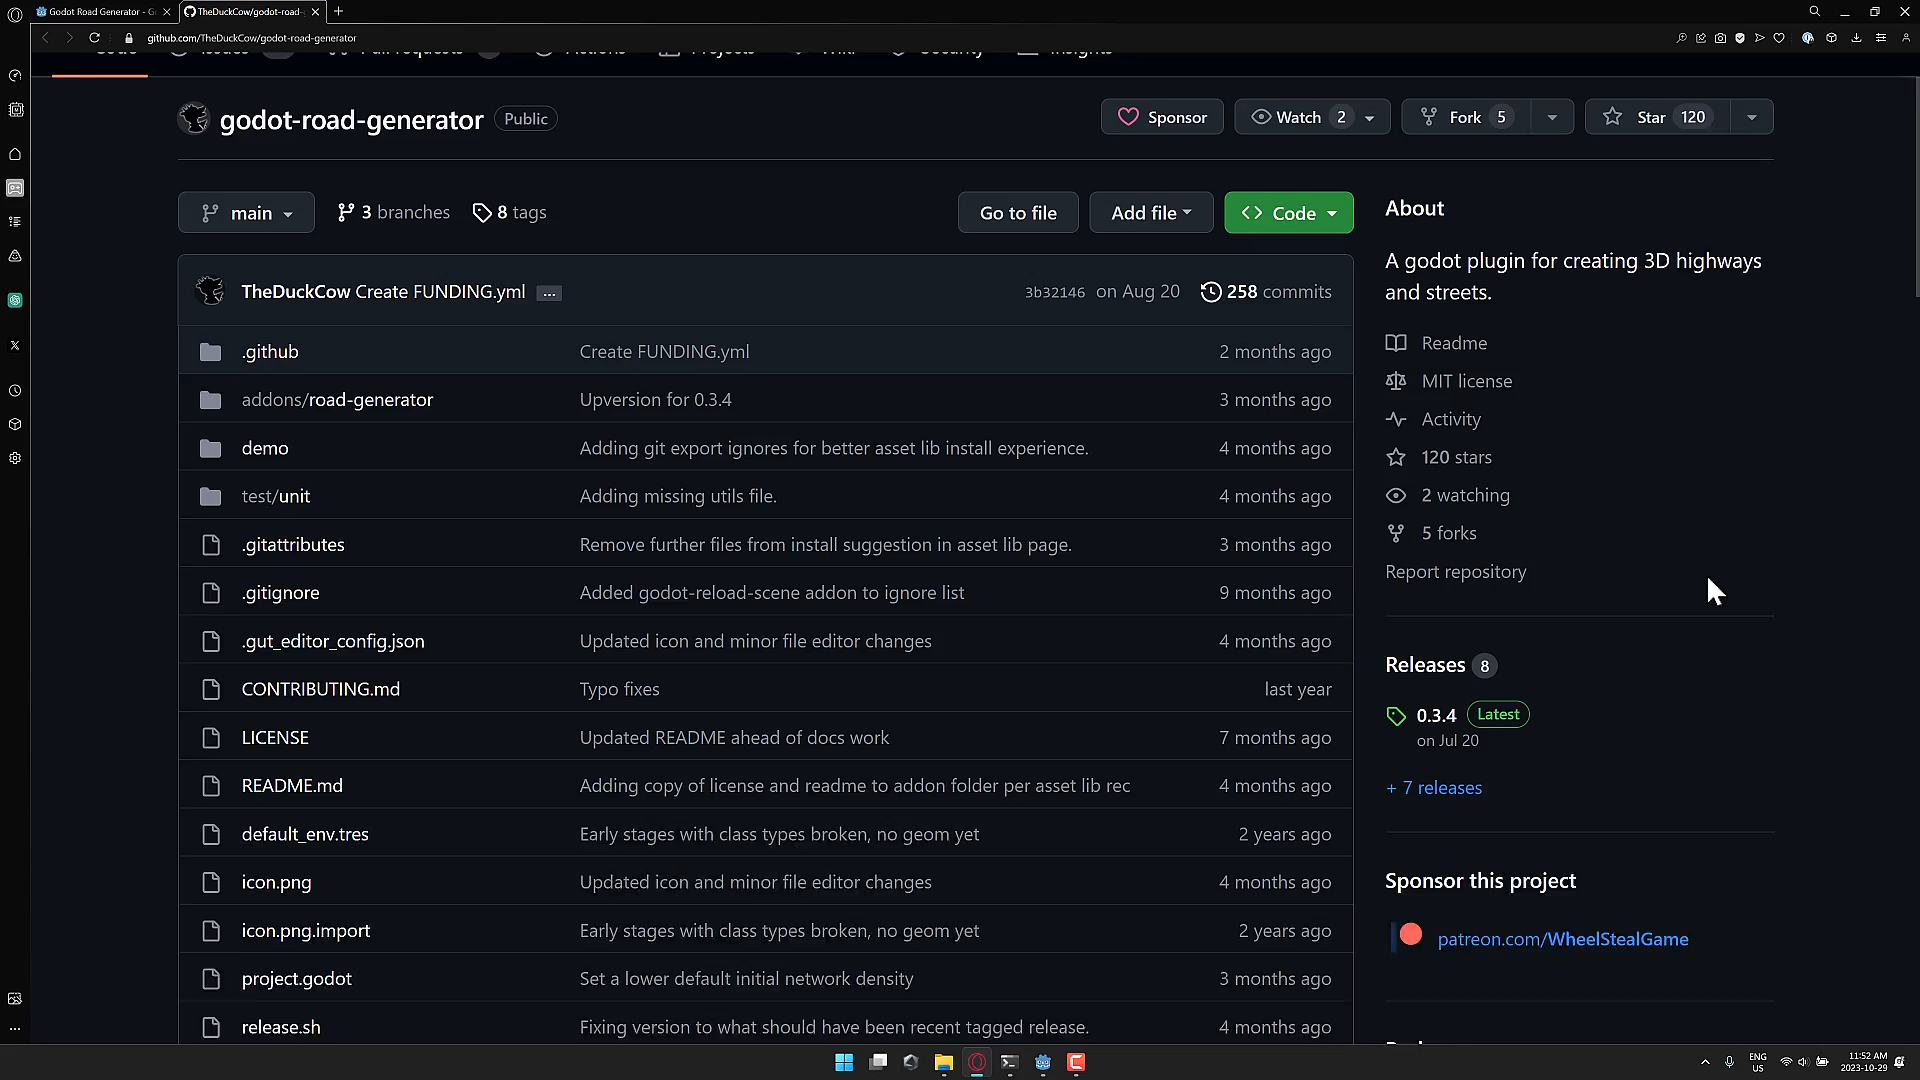 Godot Road Generator - G
TheDuckCow/godot-road-
github.com/TheDuckCow/godot-road-generator
Code Issues Pull requests Actions Projects Wiki Security Insights
godot-road-generator Public
Sponsor
Watch 2
Fork 5
Star 120
main
3 branches
8 tags
Go to file
Add file
Code
TheDuckCow Create FUNDING.yml ...
3b32146 on Aug 20 258 commits
.github Create FUNDING.yml 2 months ago
addons/road-generator Upversion for 0.3.4 3 months ago
demo Adding git export ignores for better asset lib install experience. 4 months ago
test/unit Adding missing utils file. 4 months ago
.gitattributes Remove further files from install suggestion in asset lib page. 3 months ago
.gitignore Added godot-reload-scene addon to ignore list 9 months ago
.gut_editor_config.json Updated icon and minor file editor changes 4 months ago
CONTRIBUTING.md Typo fixes last year
LICENSE Updated README ahead of docs work 7 months ago
README.md Adding copy of license and readme to addon folder per asset lib rec 4 months ago
default_env.tres Early stages with class types broken, no geom yet 2 years ago
icon.png Updated icon and minor file editor changes 4 months ago
icon.png.import Early stages with class types broken, no geom yet 2 years ago
project.godot Set a lower default initial network density 3 months ago
release.sh Fixing version to what should have been recent tagged release. 4 months ago
About
A godot plugin for creating 3D highways
and streets.
Readme
MIT license
Activity
120 stars
2 watching
5 forks
Report repository
Releases 8
0.3.4 Latest
on Jul 20
+ 7 releases
Sponsor this project
patreon.com/WheelStealGame
ENG
US
11:52 AM
2023-10-29